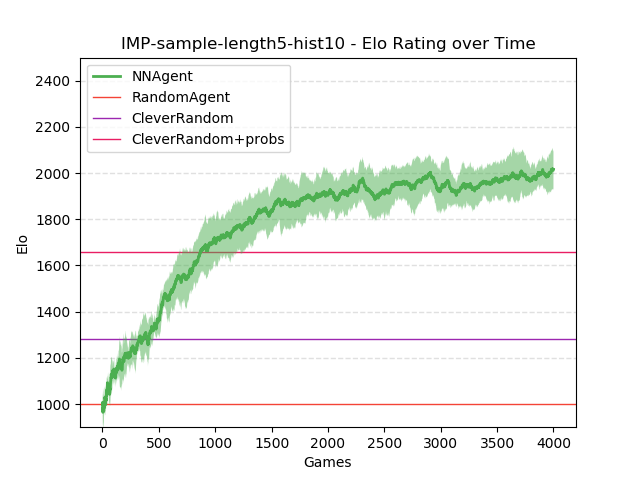 IMP-sample-length5-hist10 - Elo Rating over Time
NNAgent
RandomAgent
CleverRandom
CleverRandom+probs
2400
2200
2000
1800
1600
1400
1200
1000
Elo
0 500 1000 1500 2000 2500 3000 3500 4000
Games